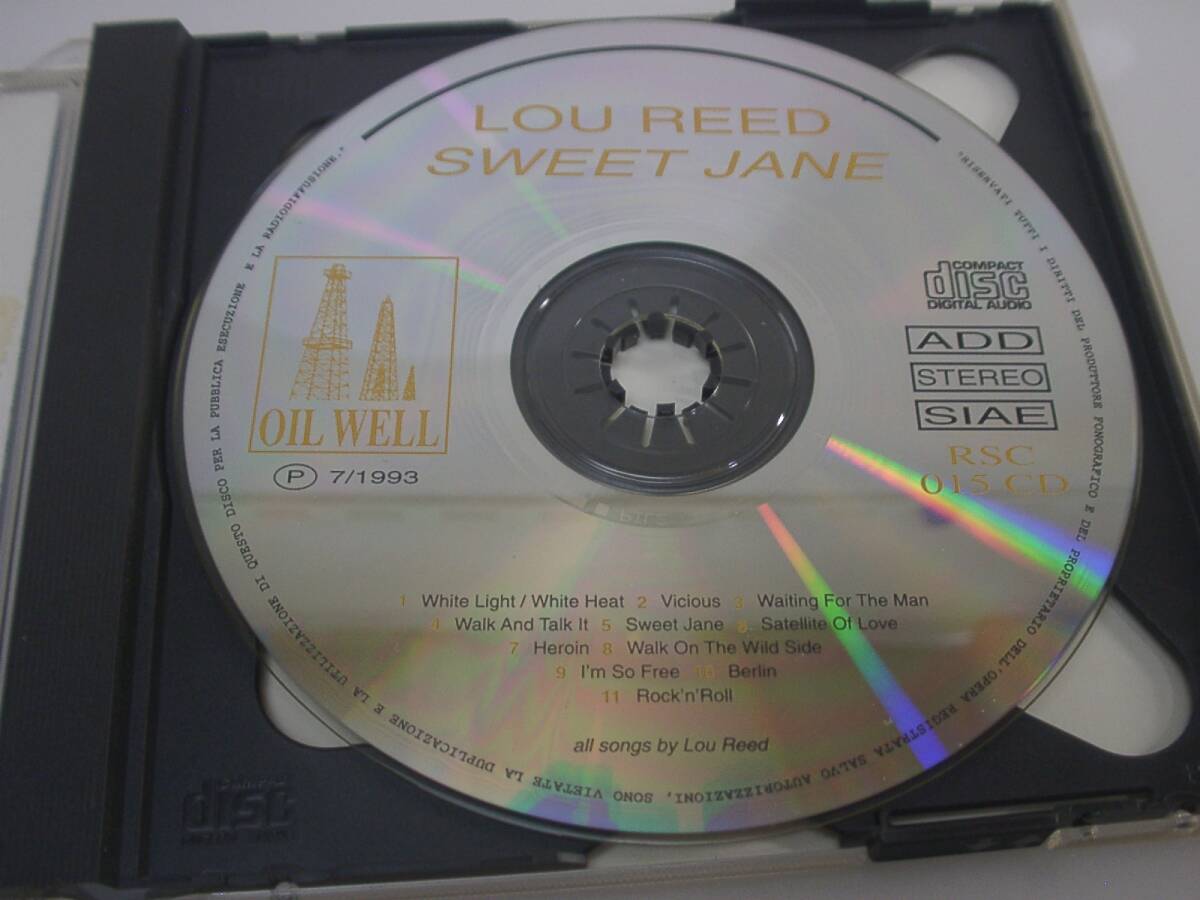 LOU REED
SWEET JANE
OIL WELL
P 7/1993
COMPACT
disc
DIGITAL AUDIO
ADD
STEREO
SIAE
RSC
015 CD
1 White Light / White Heat 2 Vicious 3 Waiting For The Man
4 Walk And Talk It 5 Sweet Jane 6 Satellite Of Love
7 Heroin 8 Walk On The Wild Side
9 I'm So Free 10 Berlin
11 Rock'n'Roll
all songs by Lou Reed
"RISERVATI TUTTI I DIRITTI DEL PRODUTTORE FONOGRAFICO E DEL PROPRIETARIO DELL'OPERA REGISTRATA SALVO AUTORIZZAZIONI, SONO VIETATE LA DUPLICAZIONE E LA UTILIZZAZIONE DI QUESTO DISCO PER LA PUBBLICA ESECUZIONE E LA RADIODIFFUSIONE."
disc